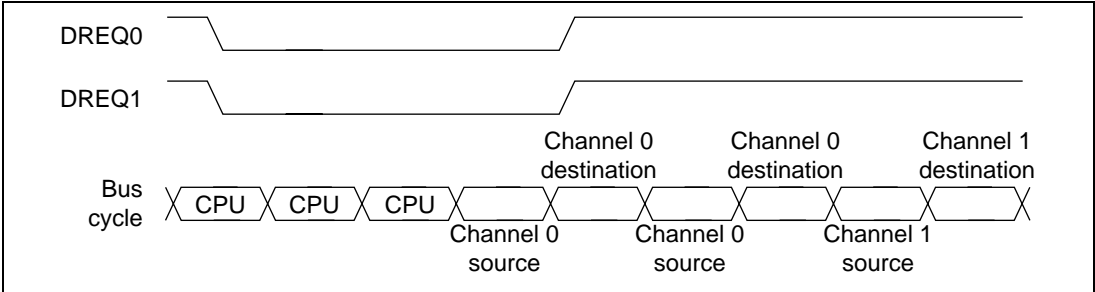 DREQ0
DREQ1
Channel 0
destination
Channel 0
destination
Channel 1
destination
Bus
cycle
CPU
CPU
CPU
Channel 0
source
Channel 0
source
Channel 1
source